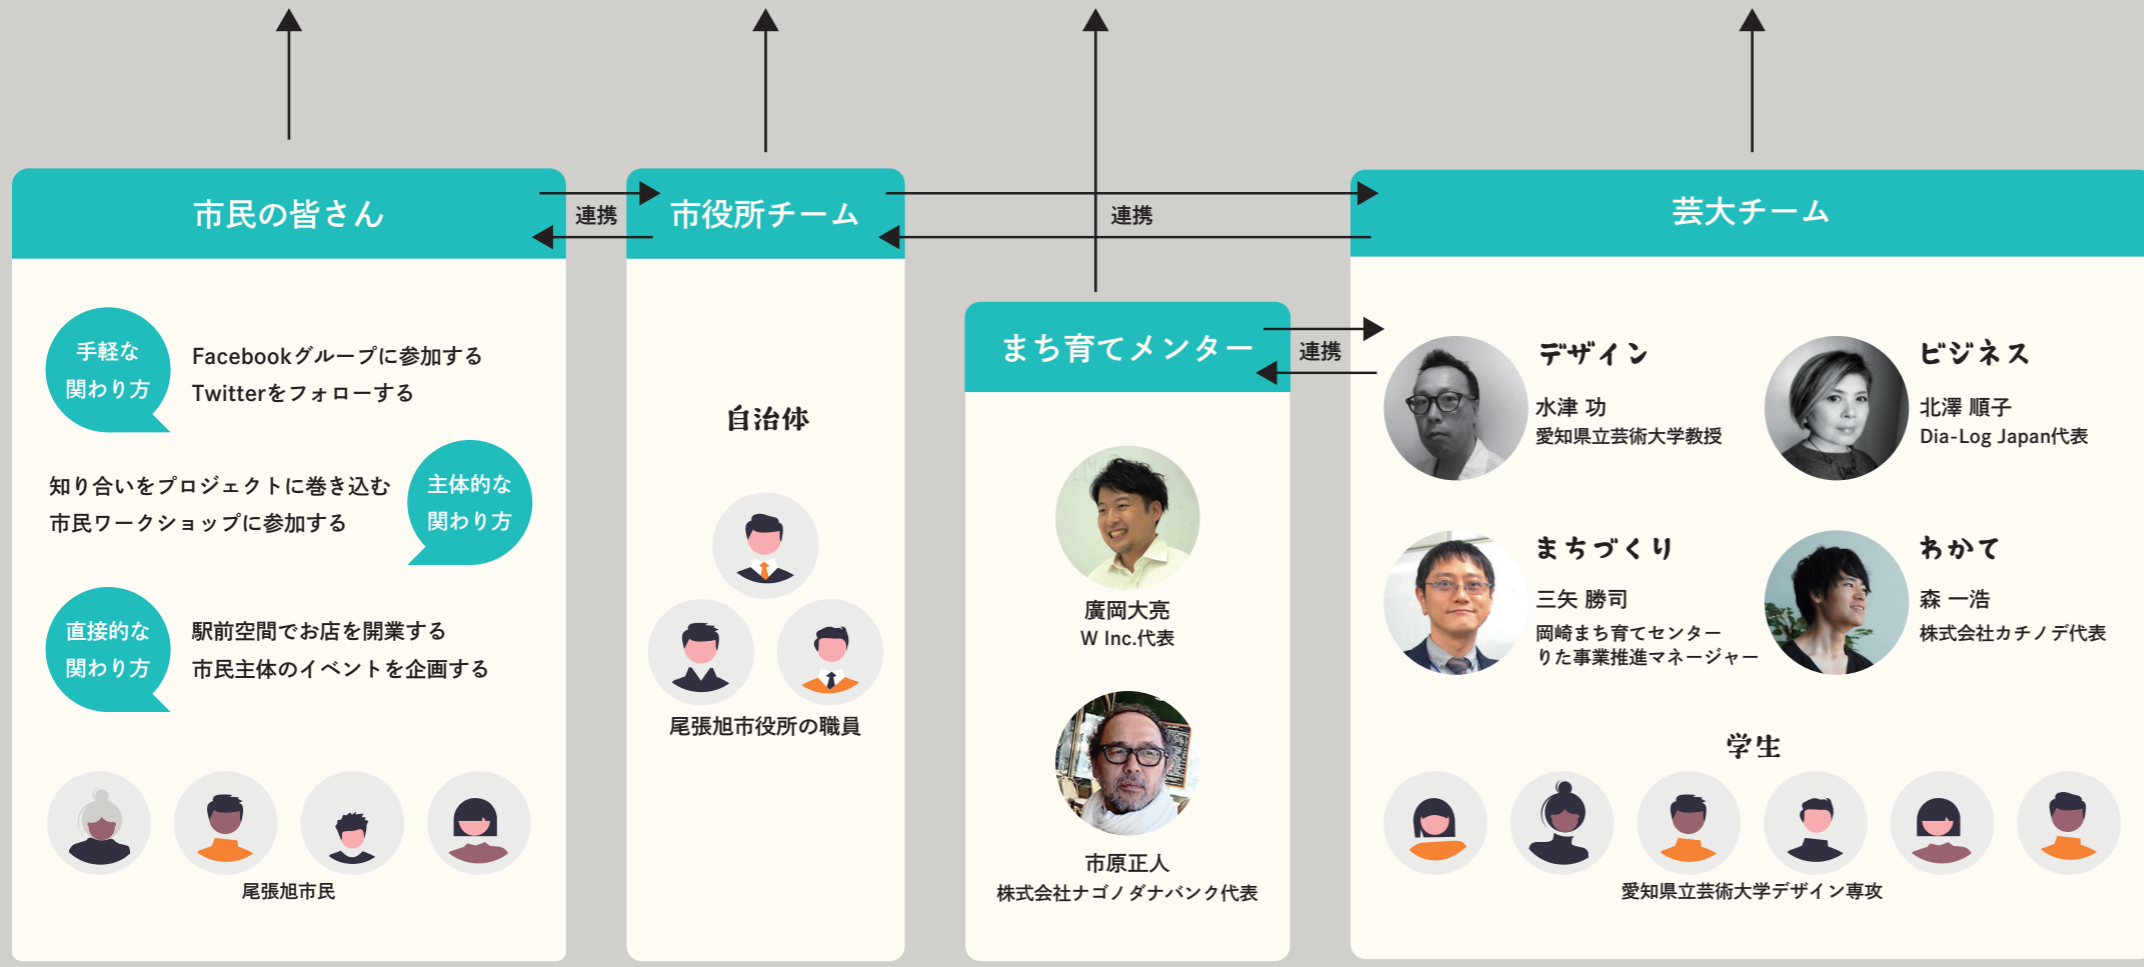 市民の皆さん
連携
市役所チーム
連携
芸大チーム
手軽な
関わり方
Facebookグループに参加する
Twitterをフォローする
知り合いをプロジェクトに巻き込む
市民ワークショップに参加する
主体的な
関わり方
直接的な
関わり方
駅前空間でお店を開業する
市民主体のイベントを企画する
尾張旭市民
自治体
尾張旭市役所の職員
まち育てメンター
連携
廣岡大亮
W Inc.代表
市原正人
株式会社ナゴノダナバンク代表
デザイン
水津 功
愛知県立芸術大学教授
ビジネス
北澤 順子
Dia-Log Japan代表
まちづくり
三矢 勝司
岡崎まち育てセンター
りた事業推進マネージャー
わかて
森 一浩
株式会社カチノデ代表
学生
愛知県立芸術大学デザイン専攻